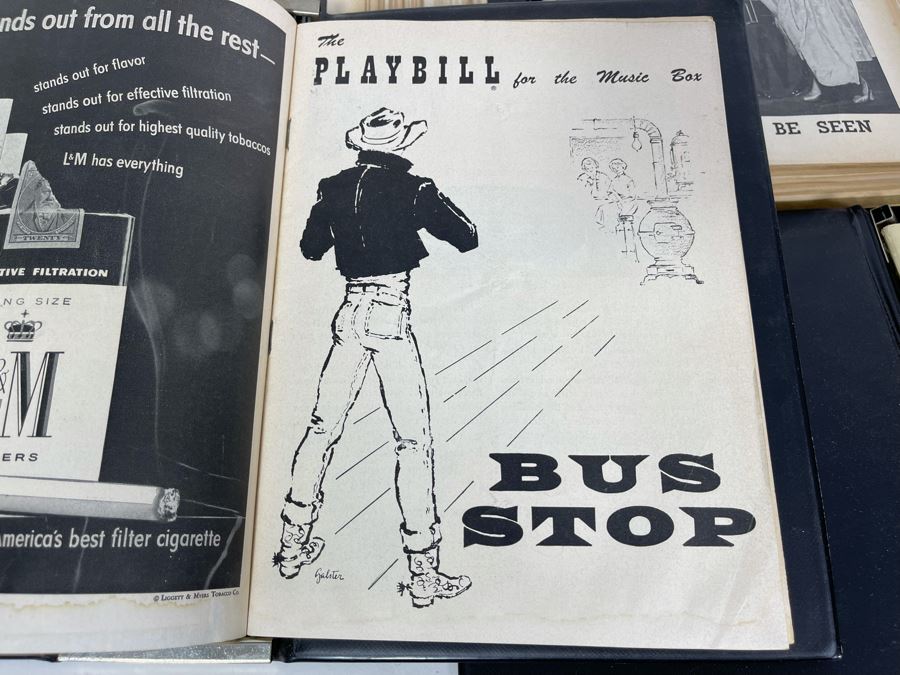 nds out from all the rest—
stands out for flavor
stands out for effective filtration
stands out for highest quality tobaccos
L&M has everything
TWENTY
TIVE FILTRATION
NG SIZE
&M
ERS
America's best filter cigarette
© LIGGETT & MYERS TOBACCO Co.
The
PLAYBILL for the Music Box
BUS
STOP
Galster
BE SEEN